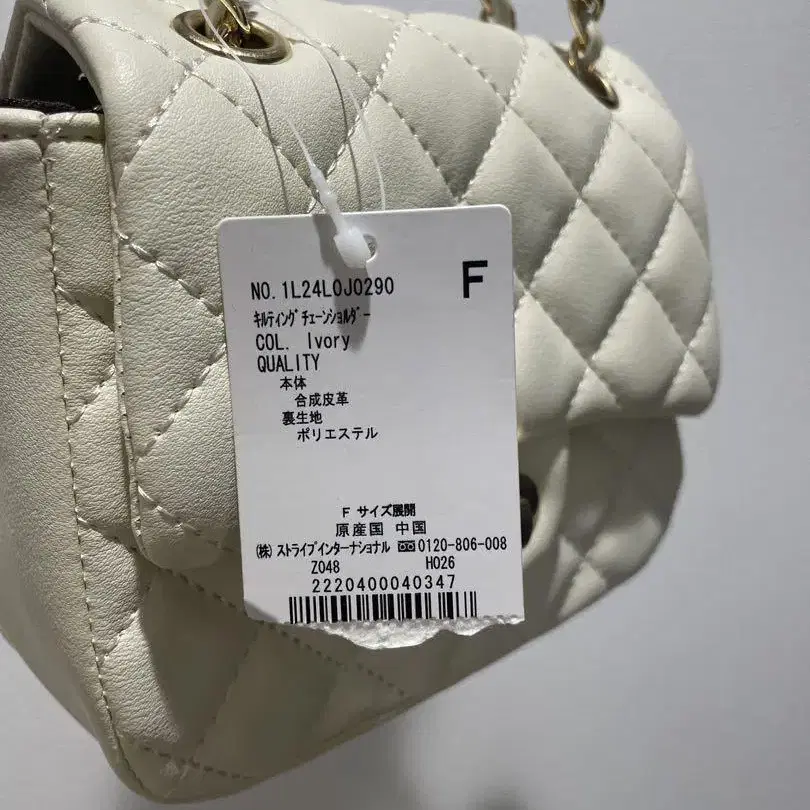 NO. 1L24L0J0290 F
キルティング チェーンショルダー
COL. Ivory
QUALITY
本体
合成皮革
裏生地
ポリエステル
F サイズ展開
原産国 中国
(株) ストライプインターナショナル 0120-806-008
Z048 H026
2220400040347